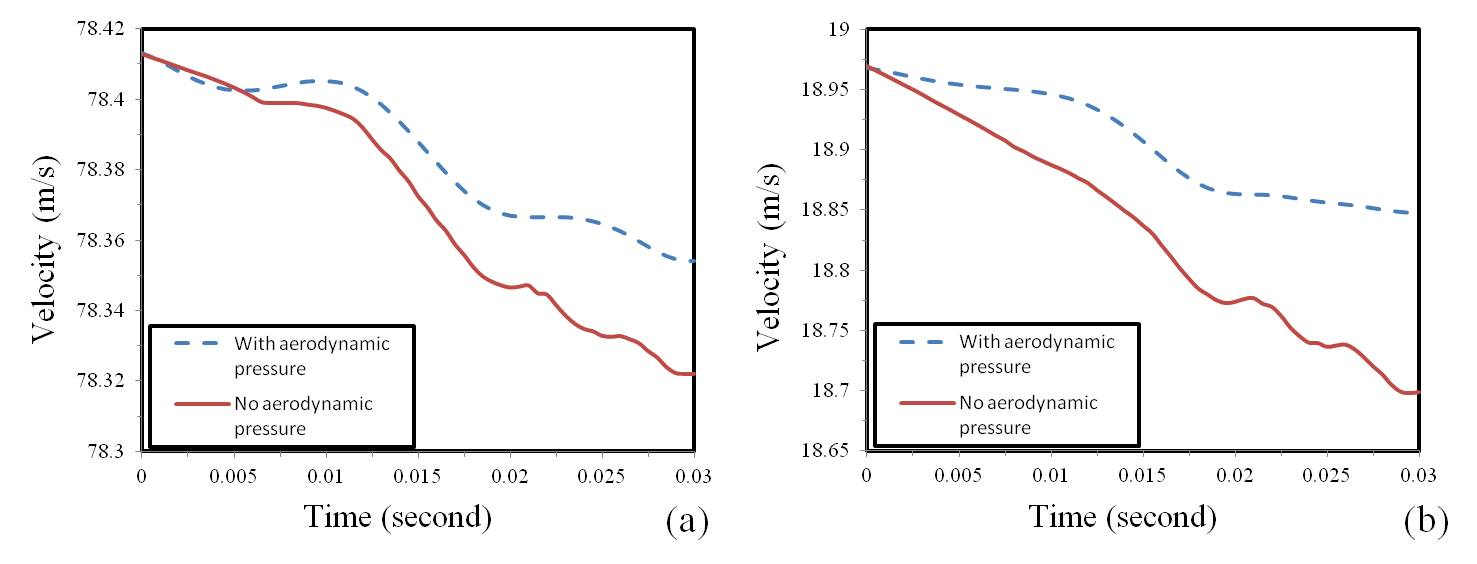 78.42
78.4
78.38
78.36
78.34
78.32
78.3
Velocity (m/s)
With aerodynamic
pressure
No aerodynamic
pressure
0 0.005 0.01 0.015 0.02 0.025 0.03
Time (second)
(a)
19
18.95
18.9
18.85
18.8
18.75
18.7
18.65
Velocity (m/s)
With aerodynamic
pressure
No aerodynamic
pressure
0 0.005 0.01 0.015 0.02 0.025 0.03
Time (second)
(b)